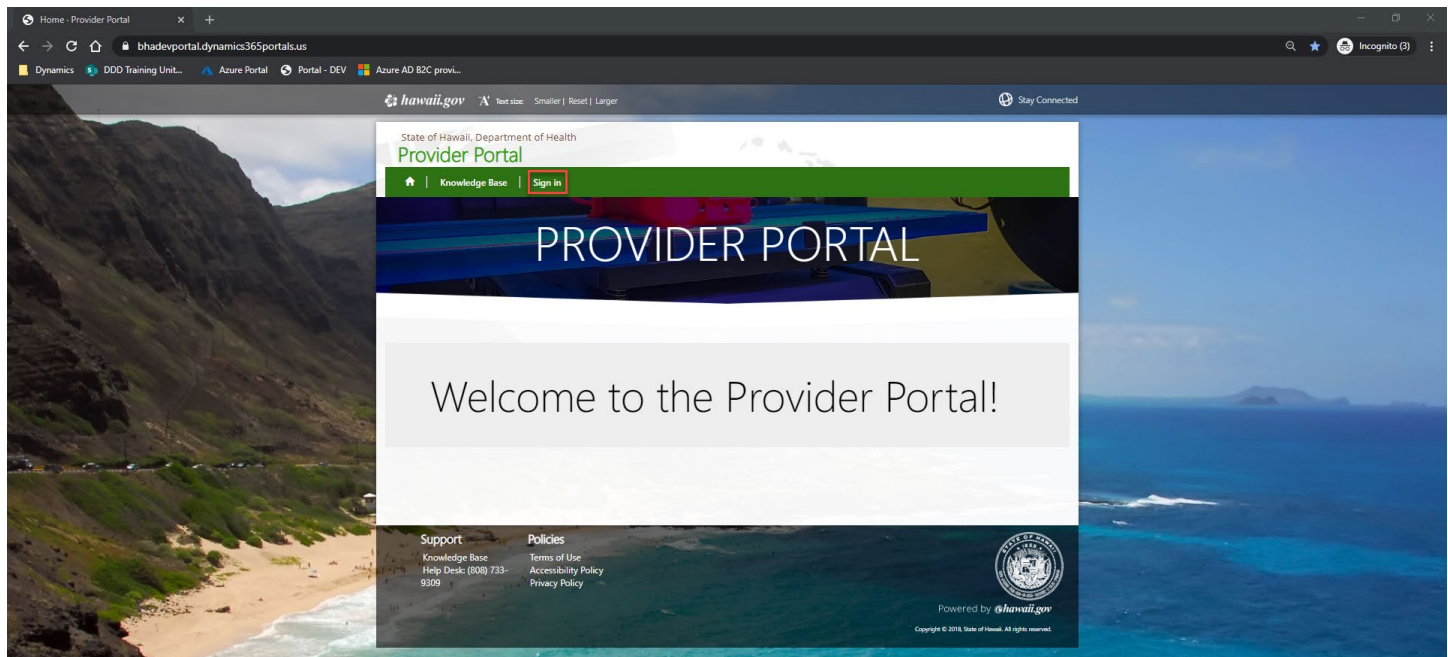 Home · Provider Portal
bhadevportal.dynamics365portals.us
Incognito (3)
Dynamics DDD Training Unit... Azure Portal Portal - DEV Azure AD B2C provi...
hawaii.gov A Text size: Smaller | Reset | Larger Stay Connected
State of Hawaii, Department of Health
Provider Portal
Knowledge Base | Sign in
PROVIDER PORTAL
Welcome to the Provider Portal!
Support
Knowledge Base
Help Desk: (808) 733-
9309
Policies
Terms of Use
Accessibility Policy
Privacy Policy
STATE OF HAWAII
1959
Powered by ehawaii.gov
Copyright © 2018, State of Hawaii. All rights reserved.